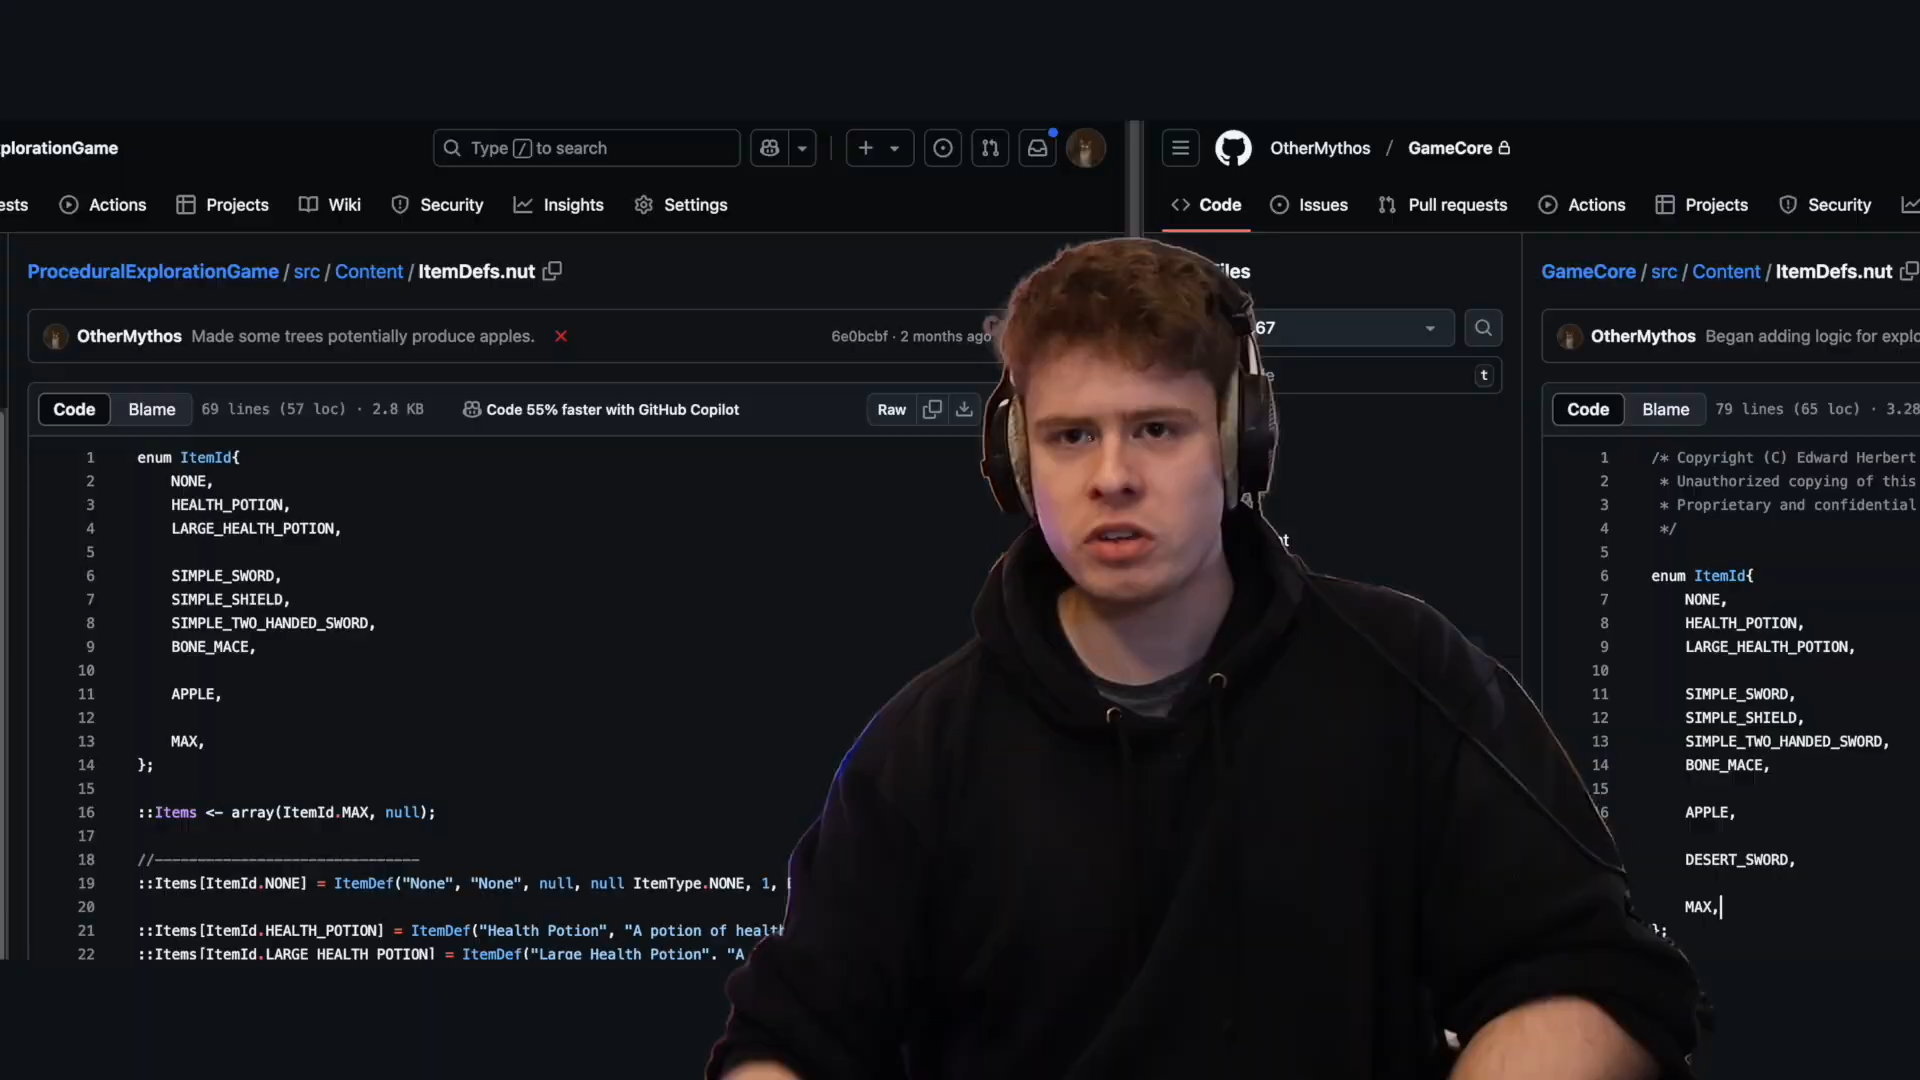 plorationGame
Type / to search
ests
Actions
Projects
Wiki
Security
Insights
Settings
ProceduralExplorationGame / src / Content / ItemDefs.nut
OtherMythos Made some trees potentially produce apples.
6e0bcbf · 2 months ago
Code
Blame
69 lines (57 loc) · 2.8 KB
Code 55% faster with GitHub Copilot
Raw
1 enum ItemId{
2 NONE,
3 HEALTH_POTION,
4 LARGE_HEALTH_POTION,
5
6 SIMPLE_SWORD,
7 SIMPLE_SHIELD,
8 SIMPLE_TWO_HANDED_SWORD,
9 BONE_MACE,
10
11 APPLE,
12
13 MAX,
14 };
15
16 ::Items <- array(ItemId.MAX, null);
17
18 //-------------------------------
19 ::Items[ItemId.NONE] = ItemDef("None", "None", null, null ItemType.NONE, 1,
20
21 ::Items[ItemId.HEALTH_POTION] = ItemDef("Health Potion", "A potion of healt
22 ::Items[ItemId.LARGE_HEALTH_POTION] = ItemDef("Large Health Potion". "A
OtherMythos / GameCore
Code
Issues
Pull requests
Actions
Projects
Security
iles
67
t
GameCore / src / Content / ItemDefs.nut
OtherMythos Began adding logic for explo
Code
Blame
79 lines (65 loc) · 3.28
1 /* Copyright (C) Edward Herbert
2 * Unauthorized copying of this
3 * Proprietary and confidential
4 */
5
6 enum ItemId{
7 NONE,
8 HEALTH_POTION,
9 LARGE_HEALTH_POTION,
10
11 SIMPLE_SWORD,
12 SIMPLE_SHIELD,
13 SIMPLE_TWO_HANDED_SWORD,
14 BONE_MACE,
15
6 APPLE,
DESERT_SWORD,
MAX,
};